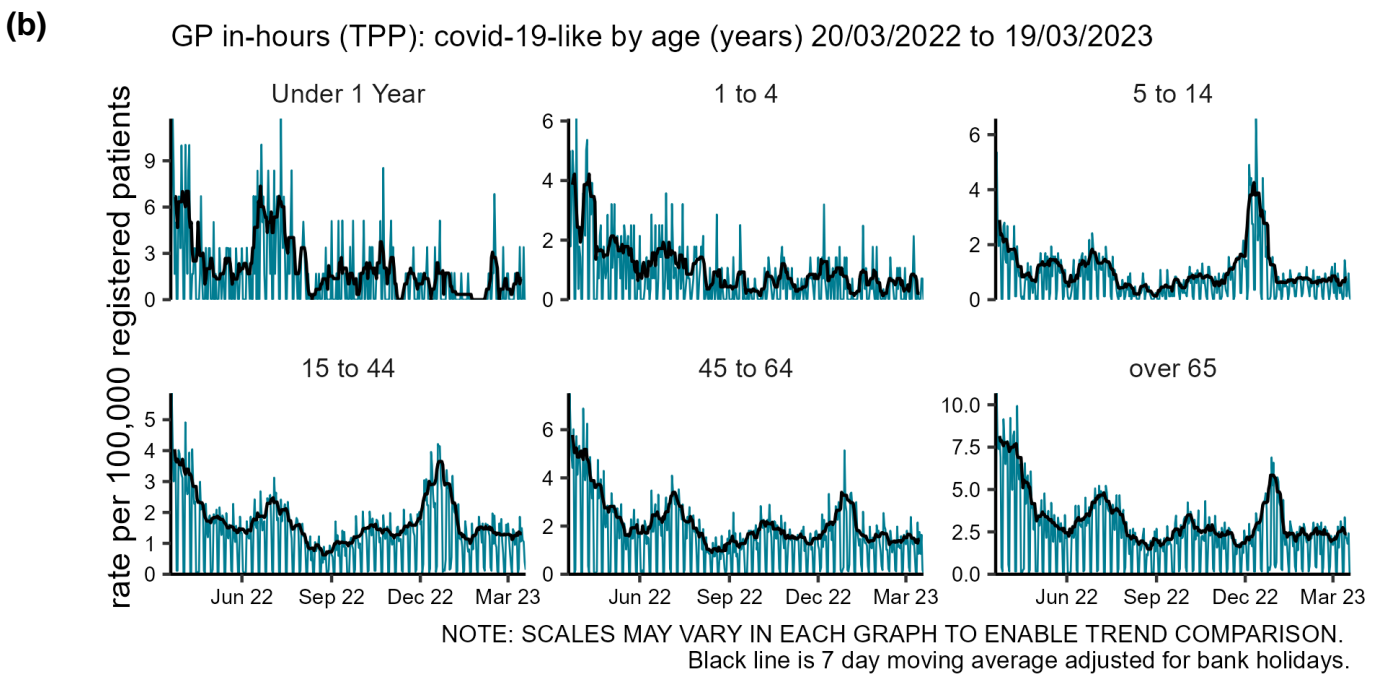 (b)
GP in-hours (TPP): covid-19-like by age (years) 20/03/2022 to 19/03/2023
rate per 100,000 registered patients
Under 1 Year
9
6
3
0
1 to 4
6
4
2
0
5 to 14
6
4
2
0
15 to 44
5
4
3
2
1
0
Jun 22 Sep 22 Dec 22 Mar 23
45 to 64
6
4
2
0
Jun 22 Sep 22 Dec 22 Mar 23
over 65
10.0
7.5
5.0
2.5
0.0
Jun 22 Sep 22 Dec 22 Mar 23
NOTE: SCALES MAY VARY IN EACH GRAPH TO ENABLE TREND COMPARISON.
Black line is 7 day moving average adjusted for bank holidays.